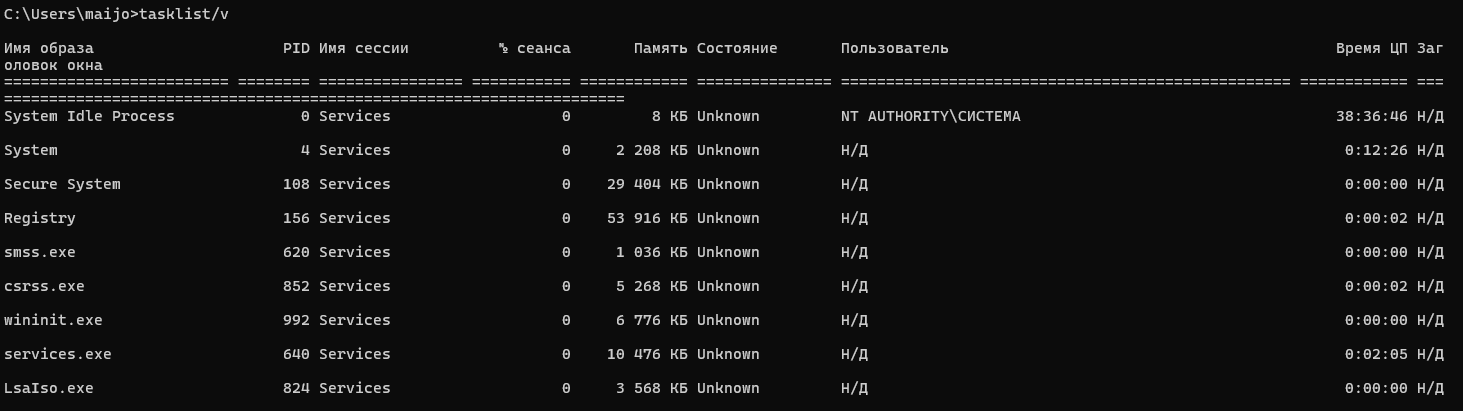 C:\Users\maijo>tasklist/v
Имя образа                     PID Имя сессии          № сеанса       Память Состояние       Пользователь                                           Время ЦП Заг
оловок окна
========================= ======== ================ =========== ============ =============== ================================================== ============ ===
=====================================================================
System Idle Process              0 Services                   0         8 КБ Unknown         NT AUTHORITY\СИСТЕМА                                   38:36:46 Н/Д
System                           4 Services                   0     2 208 КБ Unknown         Н/Д                                                     0:12:26 Н/Д
Secure System                  108 Services                   0    29 404 КБ Unknown         Н/Д                                                     0:00:00 Н/Д
Registry                       156 Services                   0    53 916 КБ Unknown         Н/Д                                                     0:00:02 Н/Д
smss.exe                       620 Services                   0     1 036 КБ Unknown         Н/Д                                                     0:00:00 Н/Д
csrss.exe                      852 Services                   0     5 268 КБ Unknown         Н/Д                                                     0:00:02 Н/Д
wininit.exe                    992 Services                   0     6 776 КБ Unknown         Н/Д                                                     0:00:00 Н/Д
services.exe                   640 Services                   0    10 476 КБ Unknown         Н/Д                                                     0:02:05 Н/Д
LsaIso.exe                     824 Services                   0     3 568 КБ Unknown         Н/Д                                                     0:00:00 Н/Д